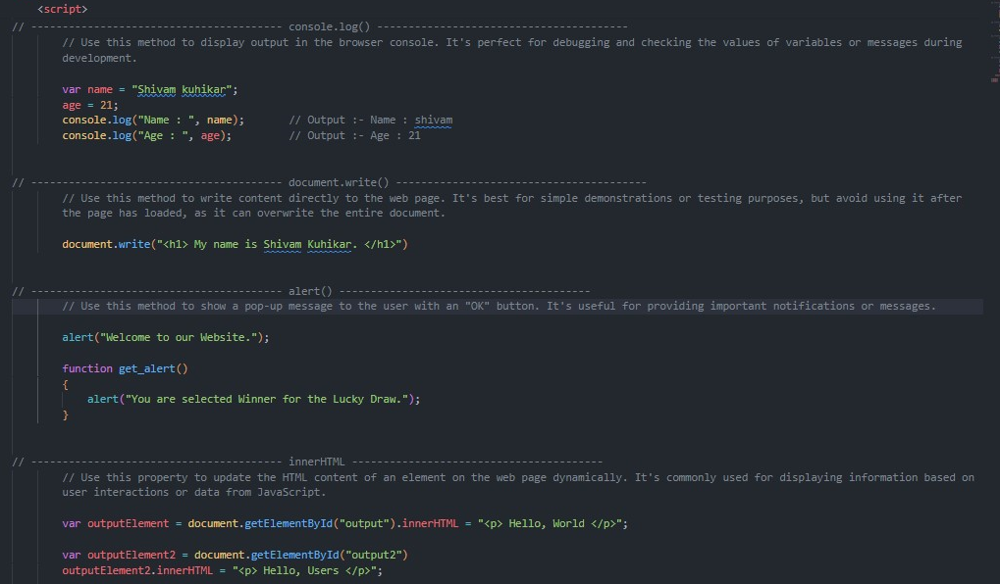 <script>
// ---------------------------------------- console.log() ----------------------------------------
// Use this method to display output in the browser console. It's perfect for debugging and checking the values of variables or messages during
development.
var name = "Shivam kuhikar";
age = 21;
console.log("Name : ", name); // Output :- Name : shivam
console.log("Age : ", age); // Output :- Age : 21
// ---------------------------------------- document.write() ----------------------------------------
// Use this method to write content directly to the web page. It's best for simple demonstrations or testing purposes, but avoid using it after
the page has loaded, as it can overwrite the entire document.
document.write("<h1> My name is Shivam Kuhikar. </h1>")
// ---------------------------------------- alert() ----------------------------------------
// Use this method to show a pop-up message to the user with an "OK" button. It's useful for providing important notifications or messages.
alert("Welcome to our Website.");
function get_alert()
{
alert("You are selected Winner for the Lucky Draw.");
}
// ---------------------------------------- innerHTML ----------------------------------------
// Use this property to update the HTML content of an element on the web page dynamically. It's commonly used for displaying information based on
user interactions or data from JavaScript.
var outputElement = document.getElementById("output").innerHTML = "<p> Hello, World </p>";
var outputElement2 = document.getElementById("output2")
outputElement2.innerHTML = "<p> Hello, Users </p>";